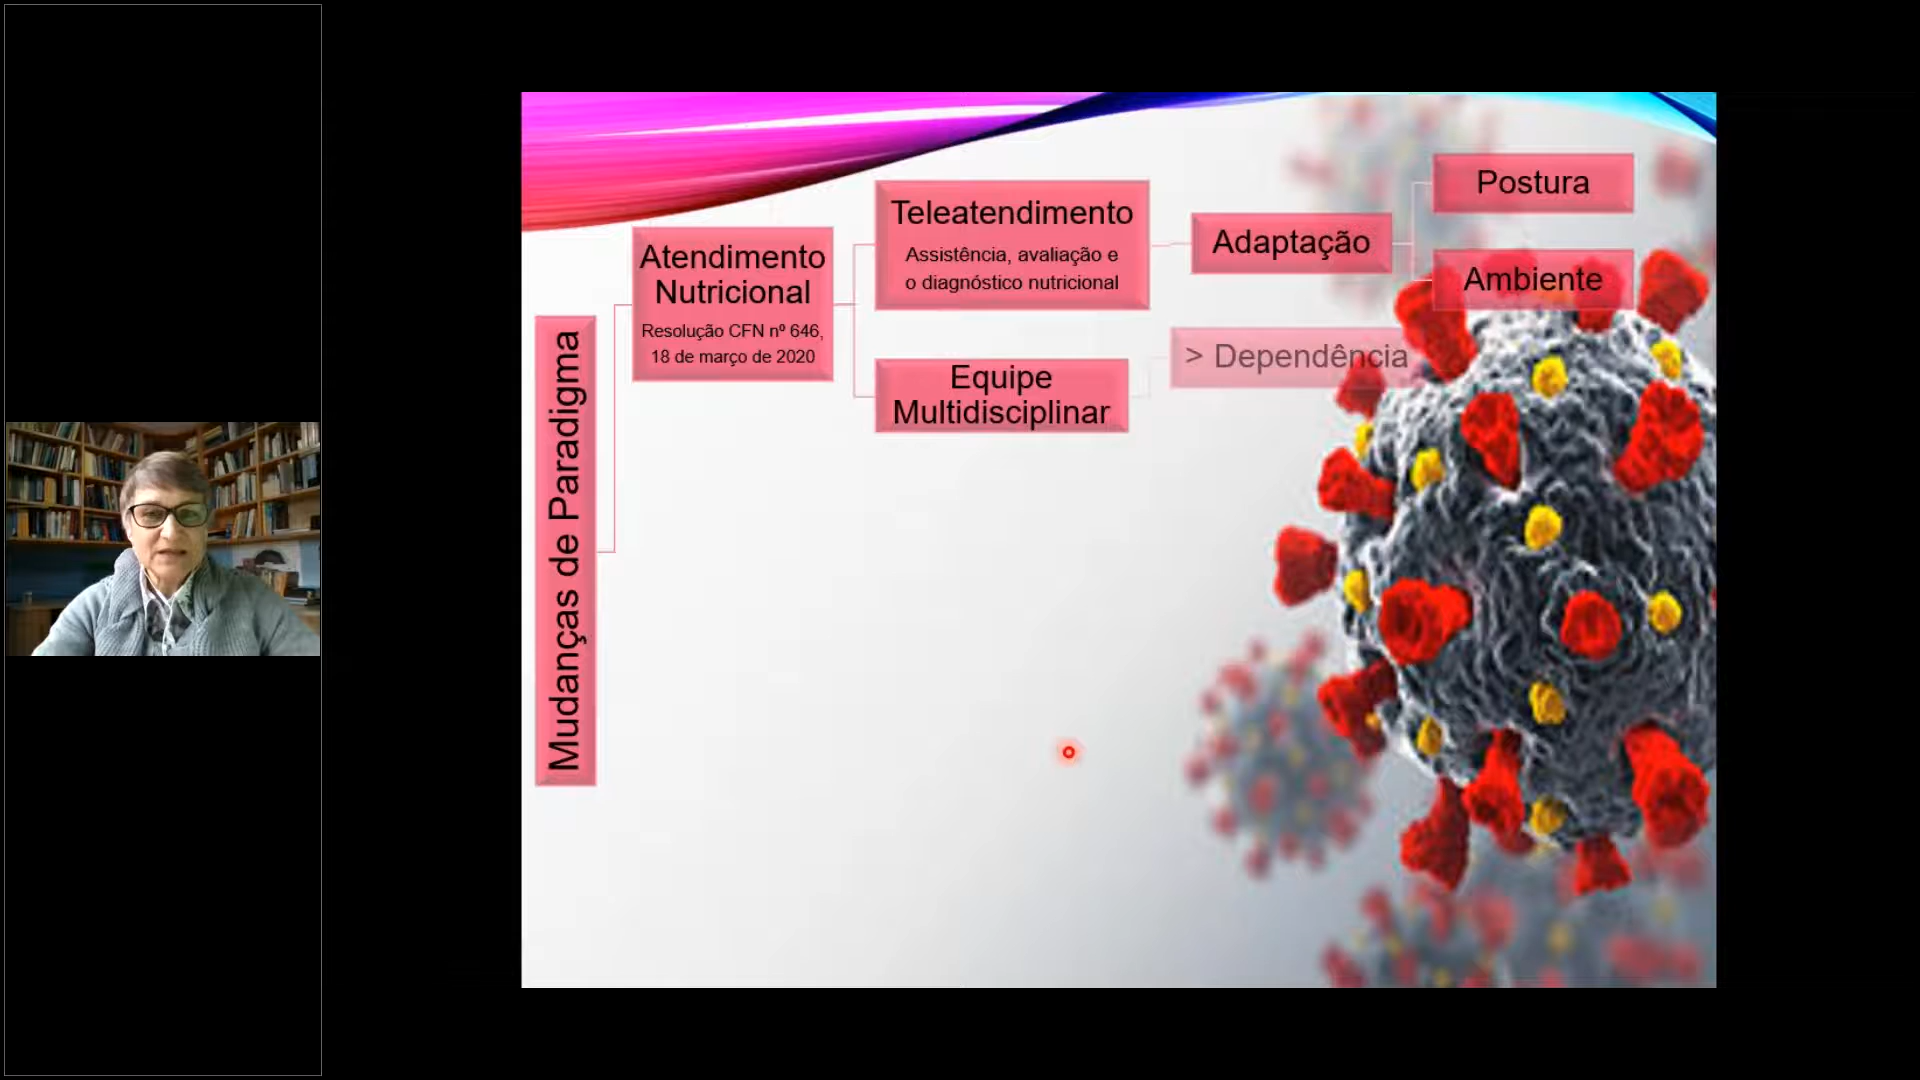 Mudanças de Paradigma
Atendimento
Nutricional
Resolução CFN nº 646,
18 de março de 2020
Teleatendimento
Assistência, avaliação e
o diagnóstico nutricional
Adaptação
Postura
Ambiente
Equipe
Multidisciplinar
> Dependência